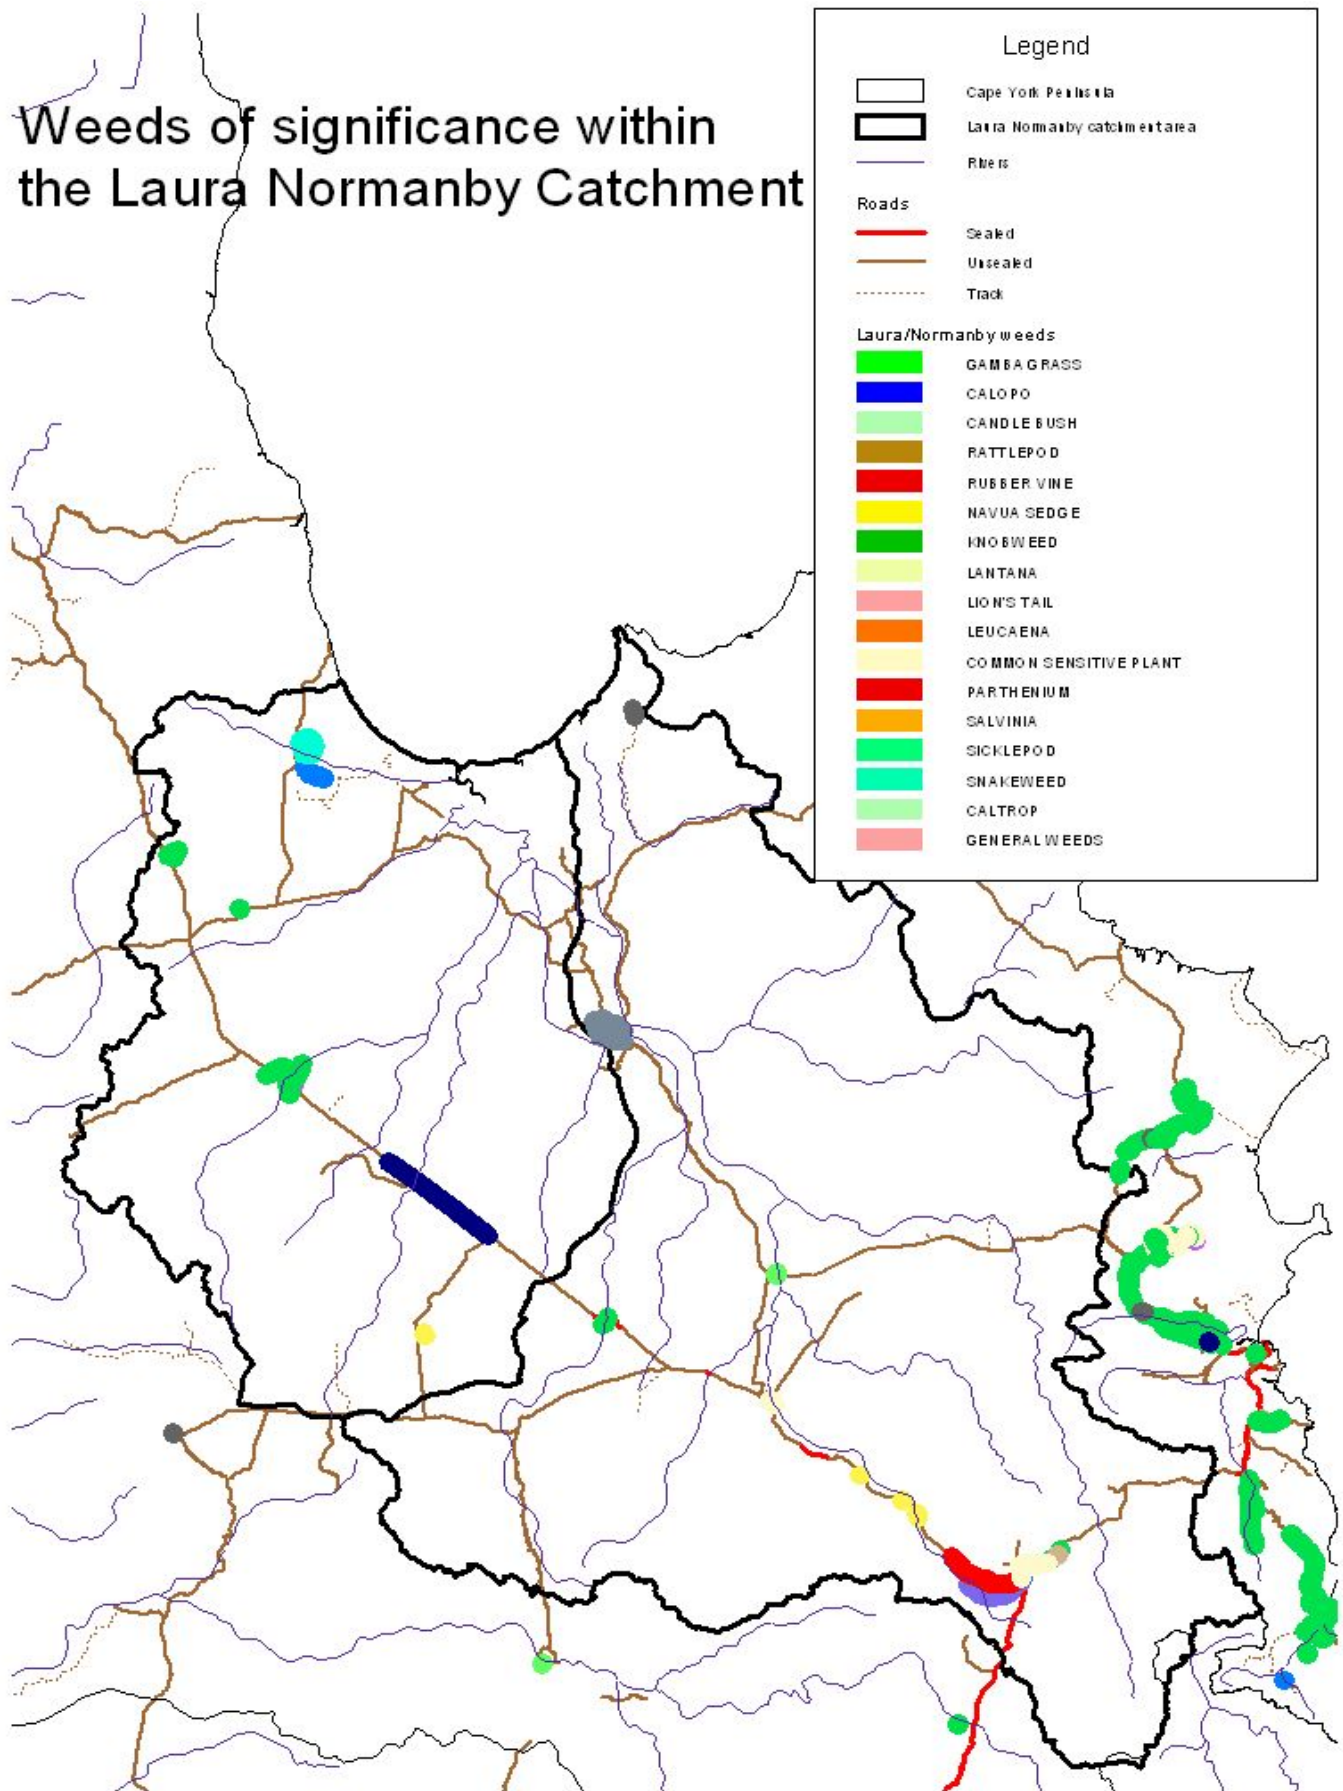 Weeds of significance within
the Laura Normanby Catchment
Legend
Cape York Peninsula
Laura Normanby catchment area
Rivers
Roads
Sealed
Unsealed
Track
Laura/Normanby weeds
GAMBA GRASS
CALOPO
CANDLE BUSH
RATTLEPOD
RUBBER VINE
NAVUA SEDGE
KNOBWEED
LANTANA
LION'S TAIL
LEUCAENA
COMMON SENSITIVE PLANT
PARTHENIUM
SALVINIA
SICKLEPOD
SNAKEWEED
CALTROP
GENERAL WEEDS